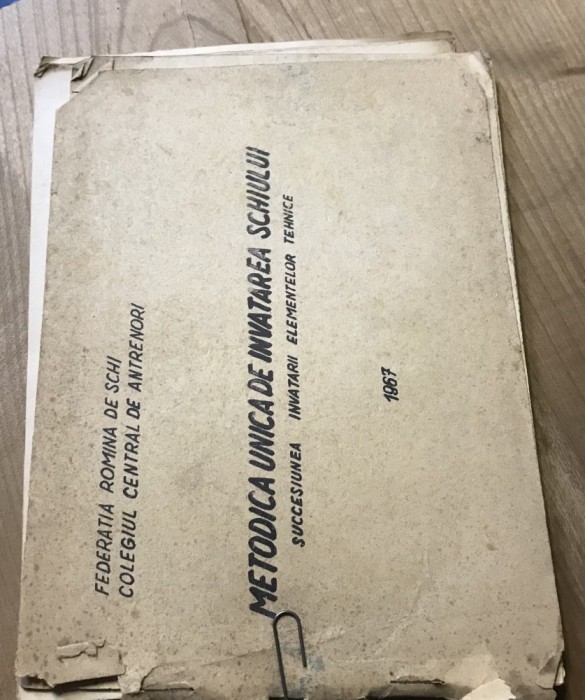 FEDERATIA ROMINA DE SCHI
COLEGIUL CENTRAL DE ANTRENORI
METODICA UNICA DE INVATAREA SCHIULUI
SUCCESIUNEA INVATARII ELEMENTELOR TEHNICE
1967